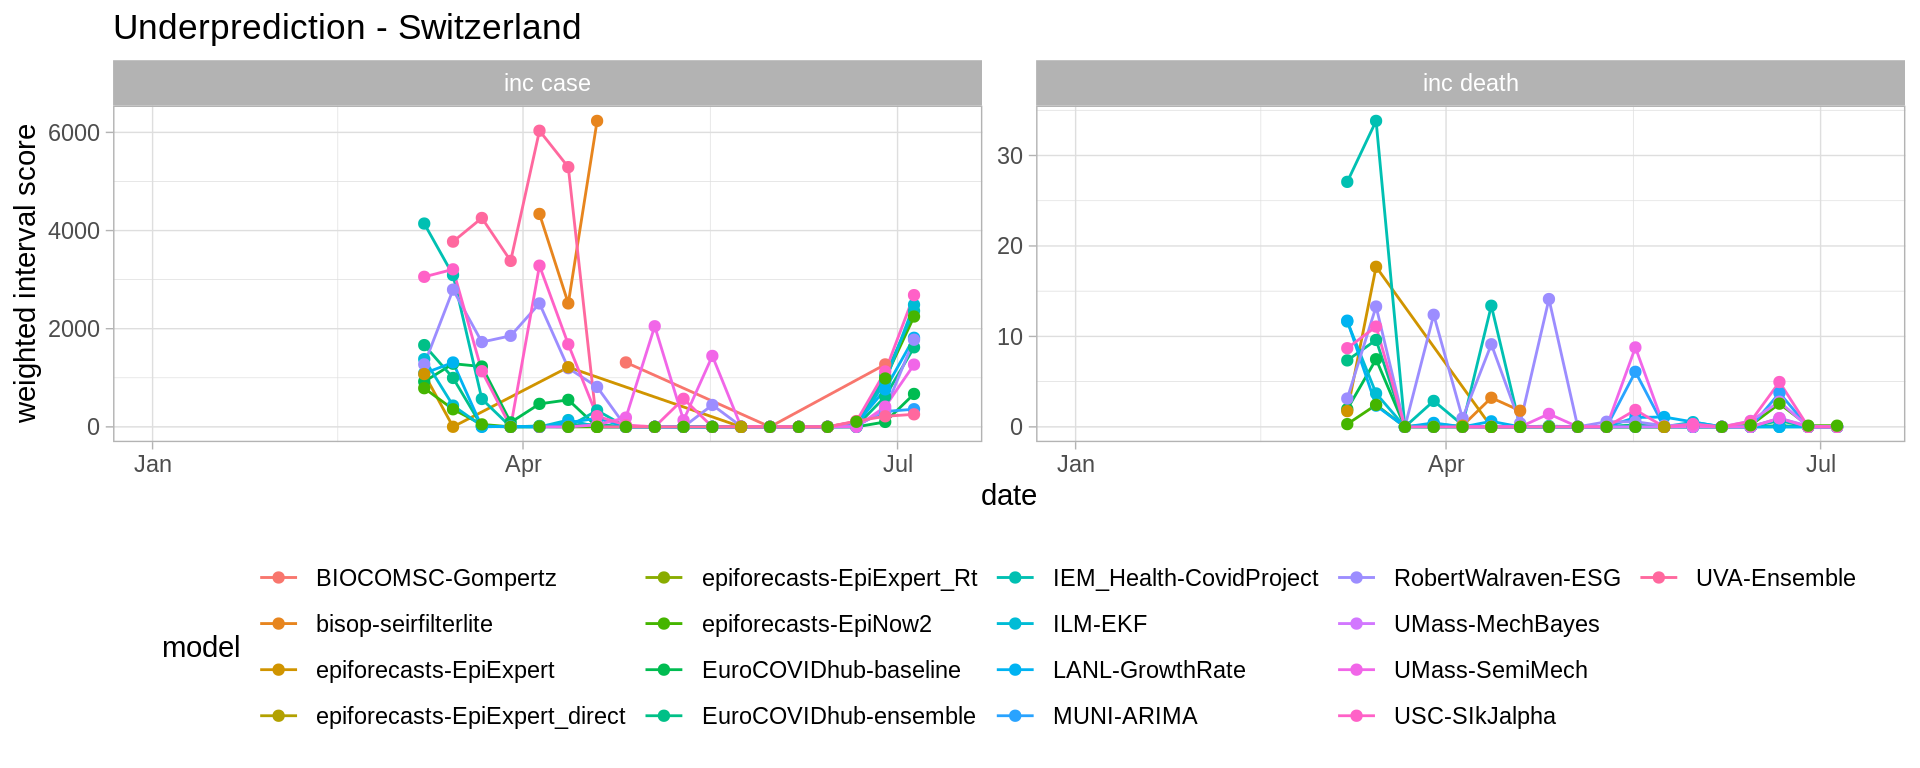 Underprediction - Switzerland
inc case
inc death
weighted interval score
6000
4000
2000
0
30
20
10
0
Jan
Apr
Jul
Jan
Apr
Jul
date
model
BIOCOMSC-Gompertz
bisop-seirfilterlite
epiforecasts-EpiExpert
epiforecasts-EpiExpert_direct
epiforecasts-EpiExpert_Rt
epiforecasts-EpiNow2
EuroCOVIDhub-baseline
EuroCOVIDhub-ensemble
IEM_Health-CovidProject
ILM-EKF
LANL-GrowthRate
MUNI-ARIMA
RobertWalraven-ESG
UMass-MechBayes
UMass-SemiMech
USC-SIkJalpha
UVA-Ensemble